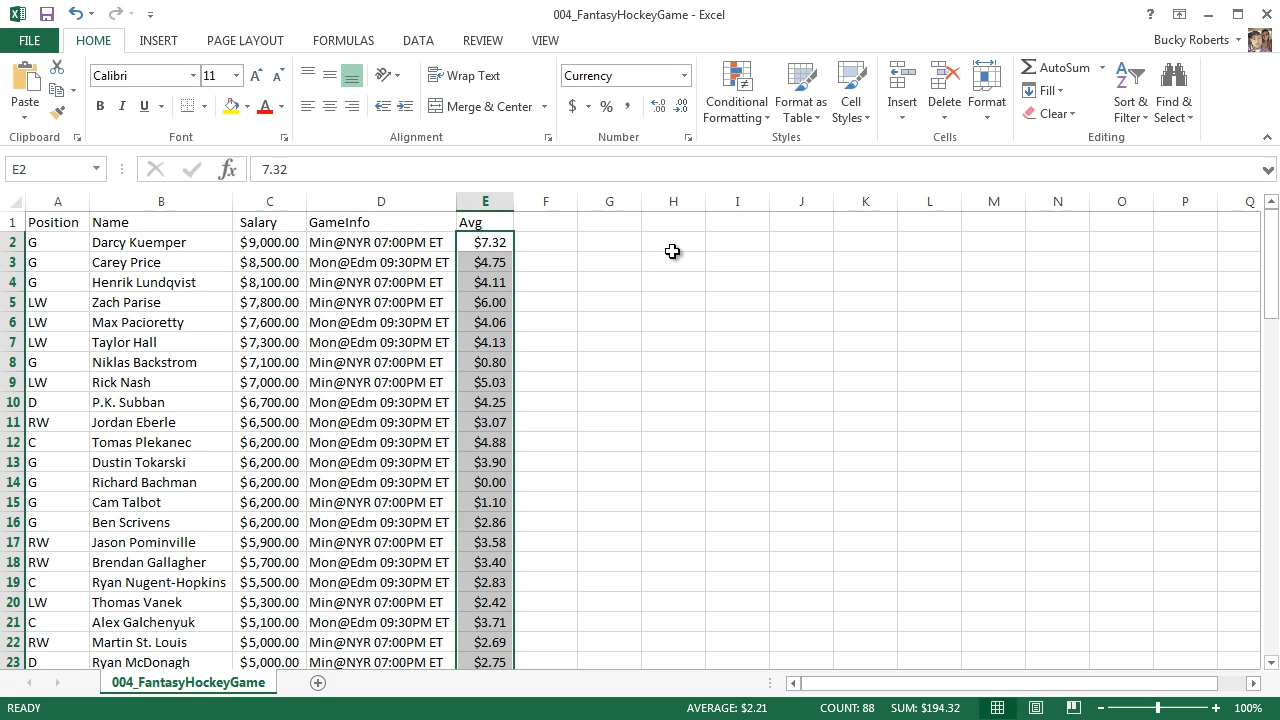 004_FantasyHockeyGame - Excel
FILE HOME INSERT PAGE LAYOUT FORMULAS DATA REVIEW VIEW Bucky Roberts
Calibri 11 Wrap Text Currency AutoSum
Paste Conditional Formatting Format as Table Cell Styles Insert Delete Format Fill Sort & Filter Find & Select
B I U A Merge & Center $ % , Clear
Clipboard Font Alignment Number Styles Cells Editing
E2 fx 7.32
A B C D E F G H I J K L M N O P Q
1 Position Name Salary GameInfo Avg
2 G Darcy Kuemper $9,000.00 Min@NYR 07:00PM ET $7.32
3 G Carey Price $8,500.00 Mon@Edm 09:30PM ET $4.75
4 G Henrik Lundqvist $8,100.00 Min@NYR 07:00PM ET $4.11
5 LW Zach Parise $7,800.00 Min@NYR 07:00PM ET $6.00
6 LW Max Pacioretty $7,600.00 Mon@Edm 09:30PM ET $4.06
7 LW Taylor Hall $7,300.00 Mon@Edm 09:30PM ET $4.13
8 G Niklas Backstrom $7,100.00 Min@NYR 07:00PM ET $0.80
9 LW Rick Nash $7,000.00 Min@NYR 07:00PM ET $5.03
10 D P.K. Subban $6,700.00 Mon@Edm 09:30PM ET $4.25
11 RW Jordan Eberle $6,500.00 Mon@Edm 09:30PM ET $3.07
12 C Tomas Plekanec $6,200.00 Mon@Edm 09:30PM ET $4.88
13 G Dustin Tokarski $6,200.00 Mon@Edm 09:30PM ET $3.90
14 G Richard Bachman $6,200.00 Mon@Edm 09:30PM ET $0.00
15 G Cam Talbot $6,200.00 Min@NYR 07:00PM ET $1.10
16 G Ben Scrivens $6,200.00 Mon@Edm 09:30PM ET $2.86
17 RW Jason Pominville $5,900.00 Min@NYR 07:00PM ET $3.58
18 RW Brendan Gallagher $5,700.00 Mon@Edm 09:30PM ET $3.40
19 C Ryan Nugent-Hopkins $5,500.00 Mon@Edm 09:30PM ET $2.83
20 LW Thomas Vanek $5,300.00 Min@NYR 07:00PM ET $2.42
21 C Alex Galchenyuk $5,100.00 Mon@Edm 09:30PM ET $3.71
22 RW Martin St. Louis $5,000.00 Min@NYR 07:00PM ET $2.69
23 D Ryan McDonagh $5,000.00 Min@NYR 07:00PM ET $2.75
004_FantasyHockeyGame
READY AVERAGE: $2.21 COUNT: 88 SUM: $194.32 100%